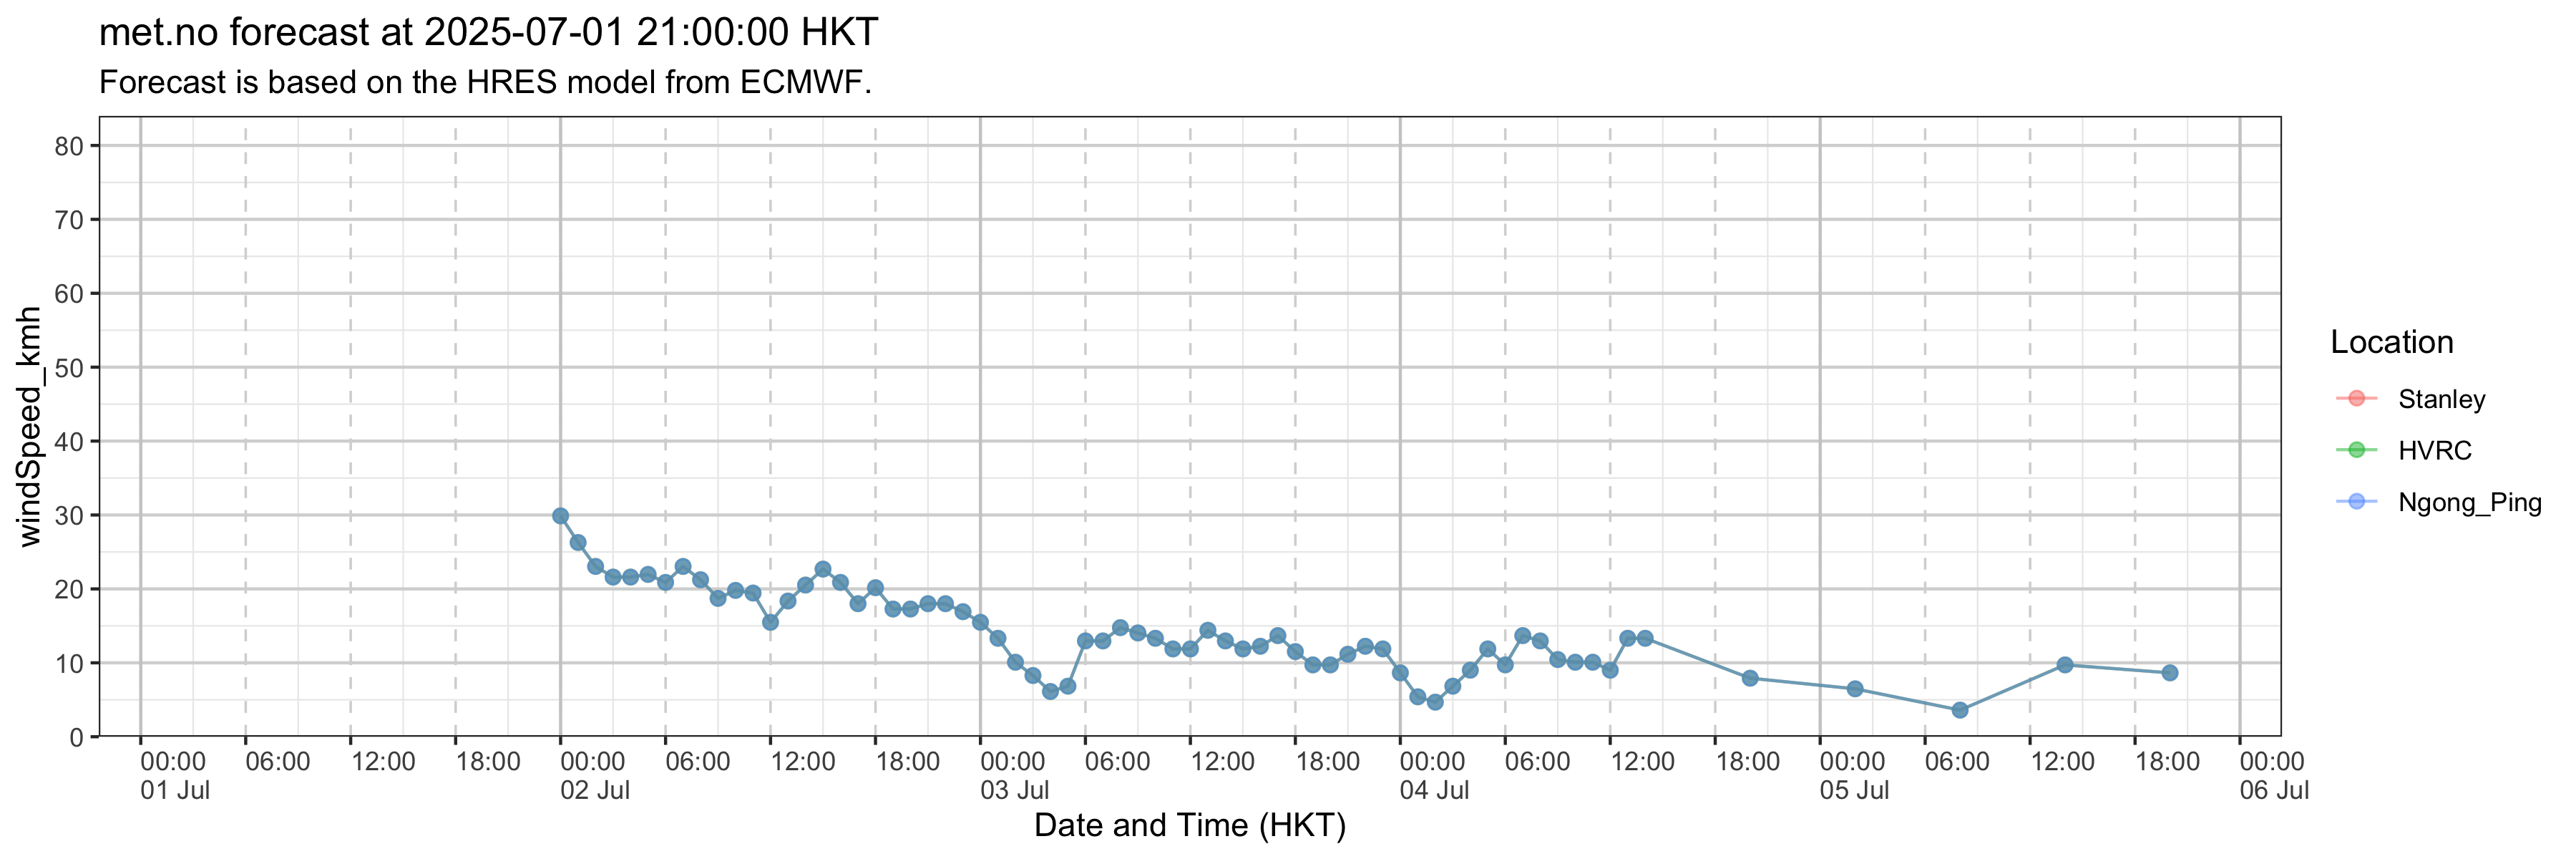 met.no forecast at 2025-07-01 21:00:00 HKT
Forecast is based on the HRES model from ECMWF.
windSpeed_kmh
80
70
60
50
40
30
20
10
0
00:00 06:00 12:00 18:00 00:00 06:00 12:00 18:00 00:00 06:00 12:00 18:00 00:00 06:00 12:00 18:00 00:00 06:00 12:00 18:00 00:00
01 Jul 02 Jul 03 Jul 04 Jul 05 Jul 06 Jul
Date and Time (HKT)
Location
Stanley
HVRC
Ngong_Ping